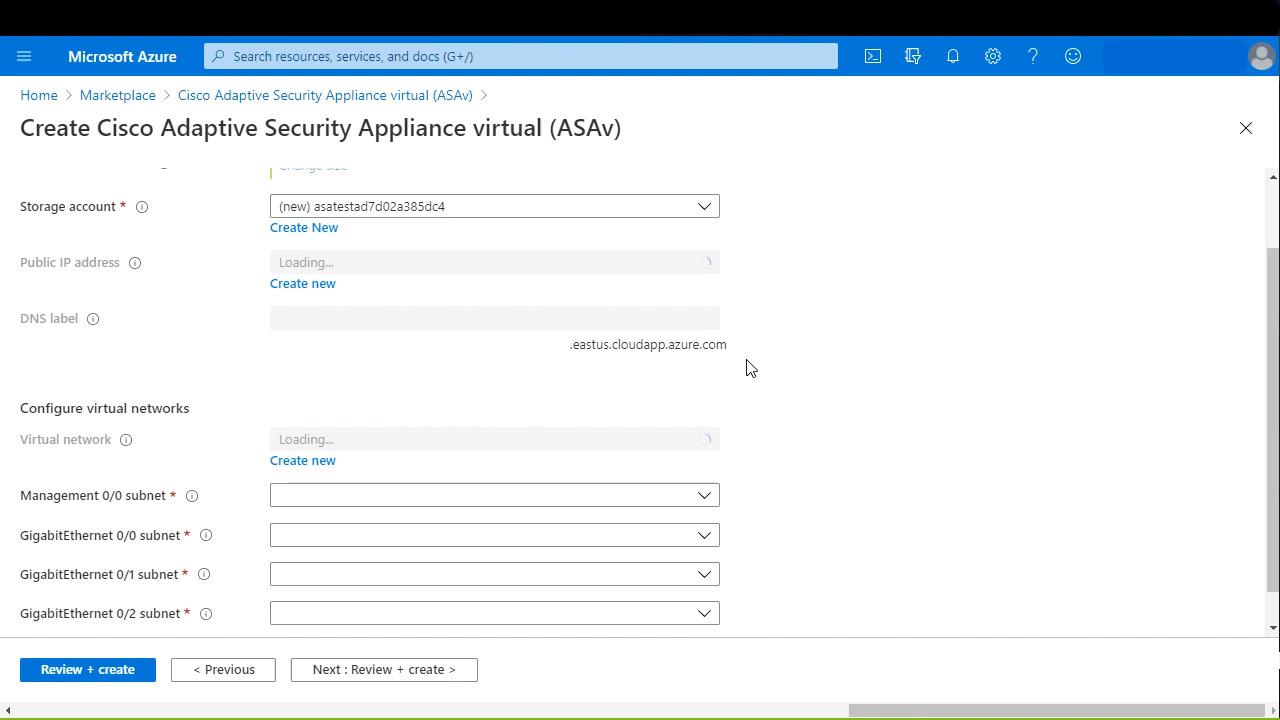 Microsoft Azure
Search resources, services, and docs (G+/)
Home > Marketplace > Cisco Adaptive Security Appliance virtual (ASAv) >
Create Cisco Adaptive Security Appliance virtual (ASAv)
Change size
Storage account *
(new) asatestad7d02a385dc4
Create New
Public IP address
Loading...
Create new
DNS label
.eastus.cloudapp.azure.com
Configure virtual networks
Virtual network
Loading...
Create new
Management 0/0 subnet *
GigabitEthernet 0/0 subnet *
GigabitEthernet 0/1 subnet *
GigabitEthernet 0/2 subnet *
Review + create
< Previous
Next : Review + create >